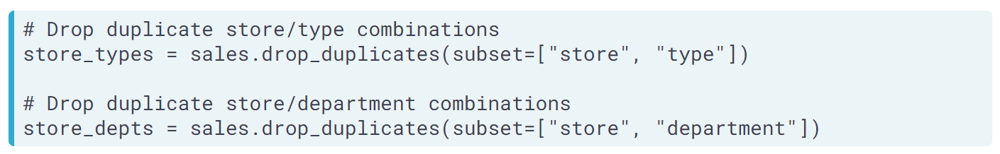 # Drop duplicate store/type combinations
store_types = sales.drop_duplicates(subset=["store", "type"])
# Drop duplicate store/department combinations
store_depts = sales.drop_duplicates(subset=["store", "department"])